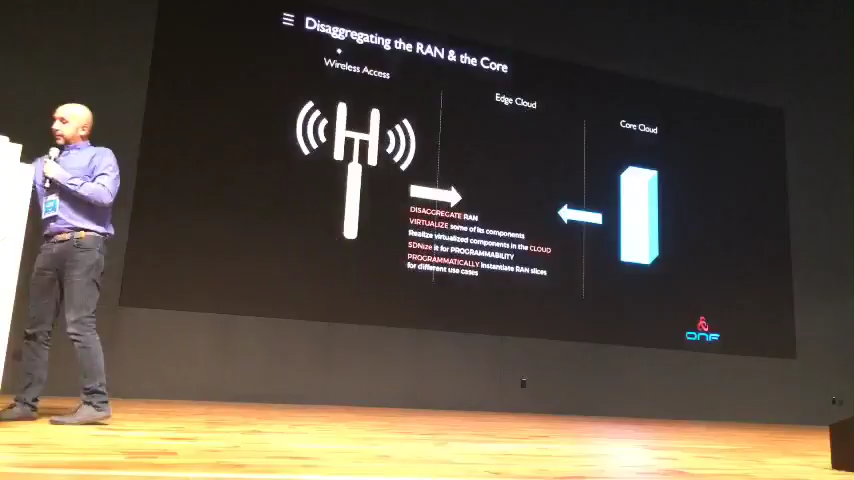 Disaggregating the RAN & the Core
Wireless Access
Edge Cloud
Core Cloud
DISAGGREGATE RAN
VIRTUALIZE some of its components
Realize virtualized components in the CLOUD
SDNize it for PROGRAMMABILITY
PROGRAMMATICALLY instantiate RAN slices
for different use cases
ONF